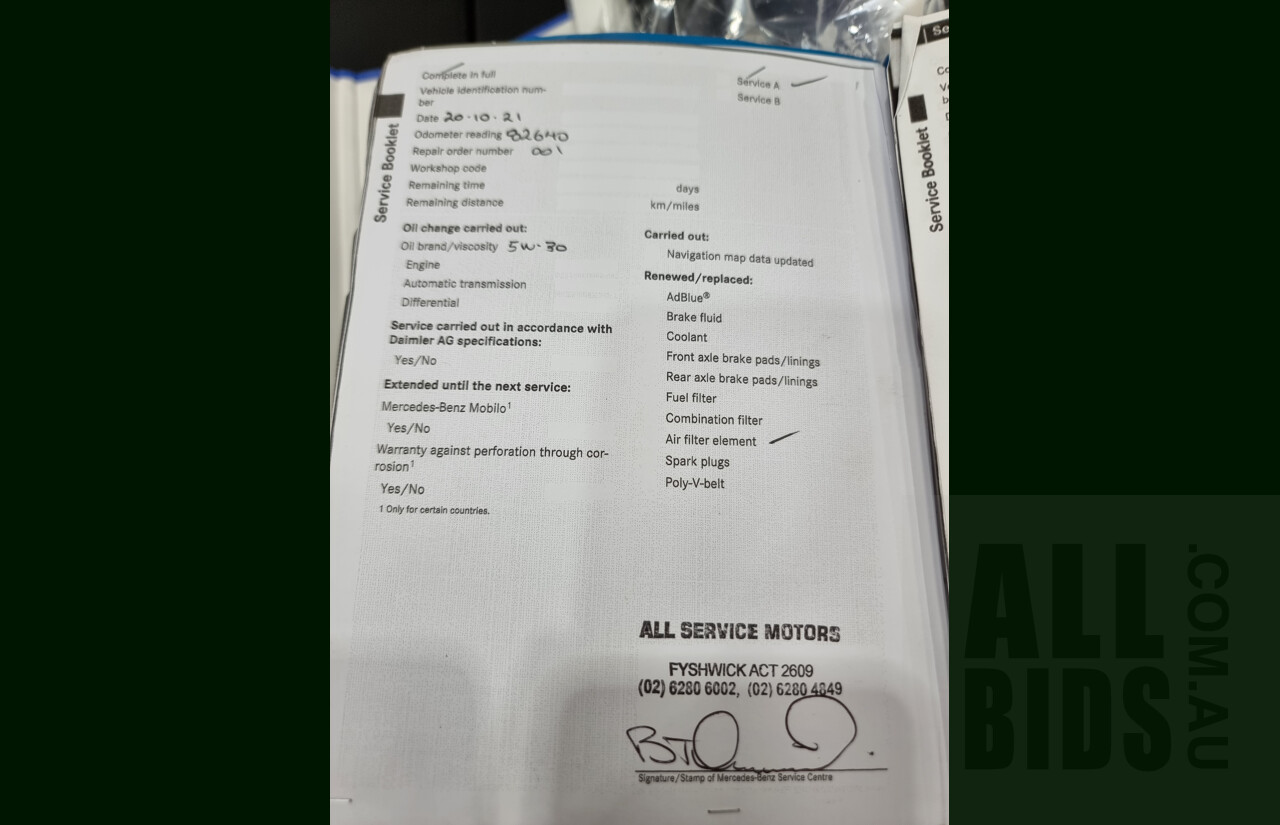 Complete in full
Service A
Vehicle identification num-
ber
Service B
Date 20.10.21
Odometer reading 82640
Repair order number 001
Workshop code
Remaining time days
Remaining distance km/miles
Oil change carried out:
Oil brand/viscosity 5W-30
Engine
Automatic transmission
Differential
Service carried out in accordance with
Daimler AG specifications:
Yes/No
Extended until the next service:
Mercedes-Benz Mobilo¹
Yes/No
Warranty against perforation through cor-
rosion¹
Yes/No
1 Only for certain countries.
Carried out:
Navigation map data updated
Renewed/replaced:
AdBlue®
Brake fluid
Coolant
Front axle brake pads/linings
Rear axle brake pads/linings
Fuel filter
Combination filter
Air filter element
Spark plugs
Poly-V-belt
ALL SERVICE MOTORS
FYSHWICK ACT 2609
(02) 6280 6002, (02) 6280 4849
Signature/Stamp of Mercedes-Benz Service Centre
Service Booklet
Service Booklet
ALL
BIDS
.COM.AU